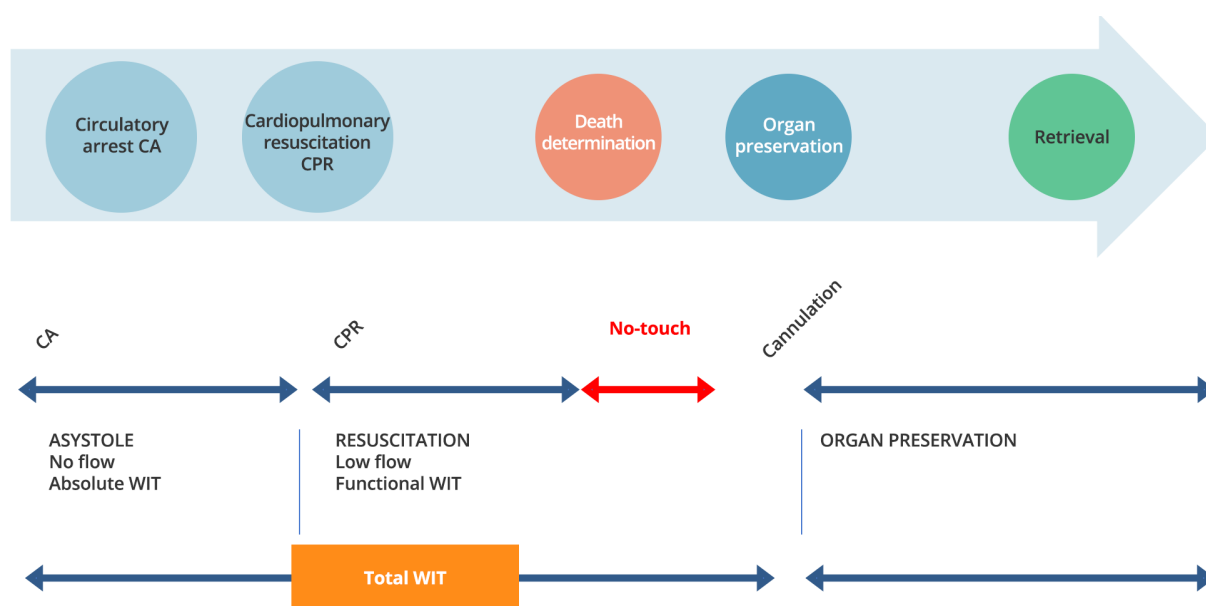 Circulatory
arrest CA
Cardiopulmonary
resuscitation
CPR
Death
determination
Organ
preservation
Retrieval
CA
CPR
No-touch
Cannulation
ASYSTOLE
No flow
Absolute WIT
RESUSCITATION
Low flow
Functional WIT
ORGAN PRESERVATION
Total WIT